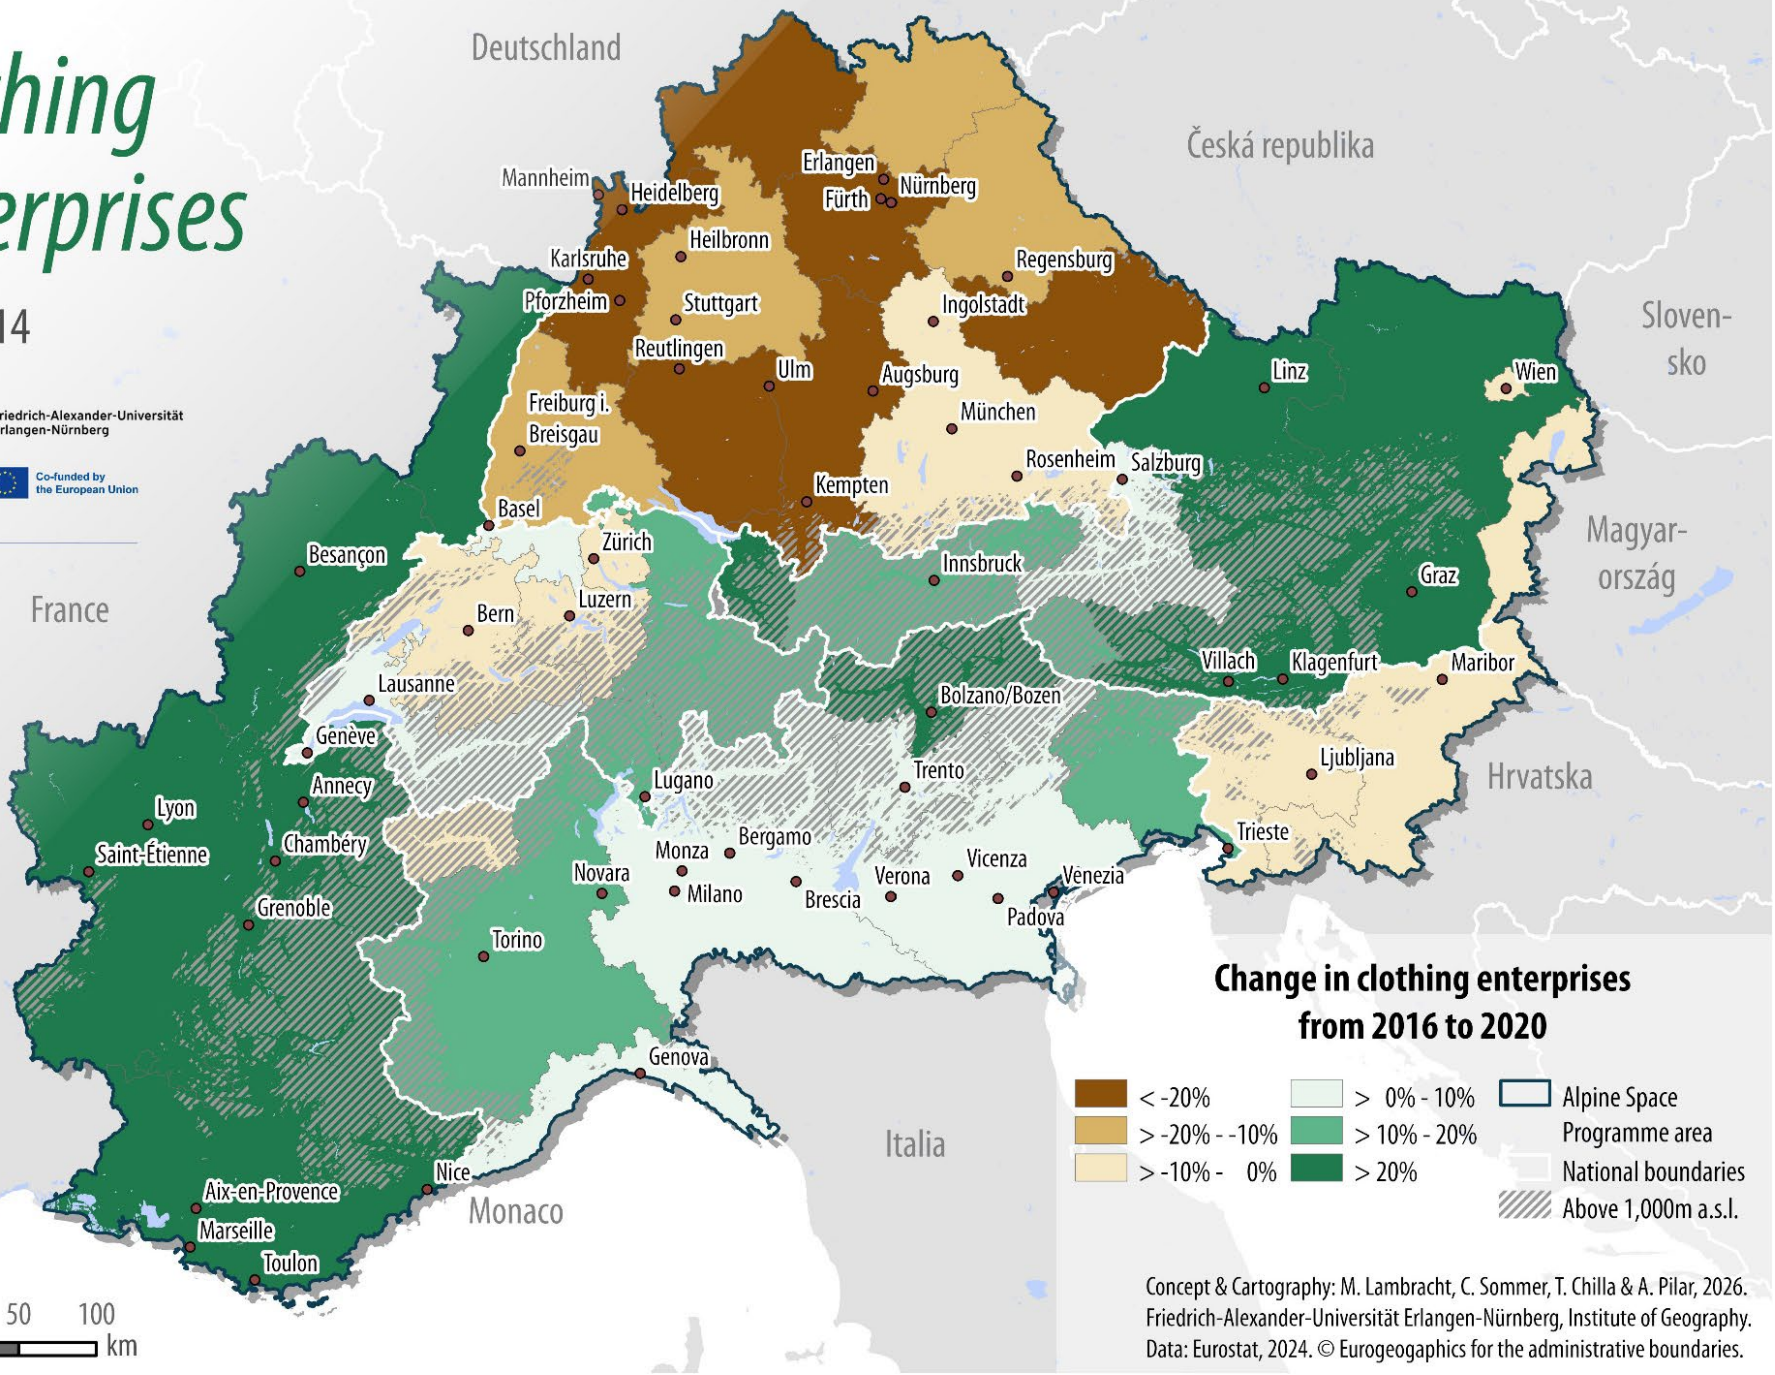 hing
erprises
14
riedrich-Alexander-Universität
rlangen-Nürnberg
Co-funded by
the European Union
Deutschland
Česká republika
Sloven-
sko
Magyar-
ország
Hrvatska
Italia
Monaco
France
Mannheim
Heidelberg
Erlangen
Fürth
Nürnberg
Heilbronn
Karlsruhe
Pforzheim
Stuttgart
Regensburg
Ingolstadt
Reutlingen
Ulm
Augsburg
Linz
Wien
Freiburg i.
Breisgau
München
Rosenheim
Salzburg
Kempten
Basel
Zürich
Besançon
Innsbruck
Graz
Bern
Luzern
Villach
Klagenfurt
Maribor
Lausanne
Bolzano/Bozen
Genève
Annecy
Lugano
Trento
Ljubljana
Lyon
Saint-Étienne
Chambéry
Bergamo
Monza
Milano
Novara
Brescia
Verona
Vicenza
Padova
Venezia
Trieste
Grenoble
Torino
Genova
Nice
Aix-en-Provence
Marseille
Toulon
50 100
km
Change in clothing enterprises
from 2016 to 2020
< -20%
> -20% - -10%
> -10% - 0%
> 0% - 10%
> 10% - 20%
> 20%
Alpine Space
Programme area
National boundaries
Above 1,000m a.s.l.
Concept & Cartography: M. Lambracht, C. Sommer, T. Chilla & A. Pilar, 2026.
Friedrich-Alexander-Universität Erlangen-Nürnberg, Institute of Geography.
Data: Eurostat, 2024. © Eurogeogaphics for the administrative boundaries.